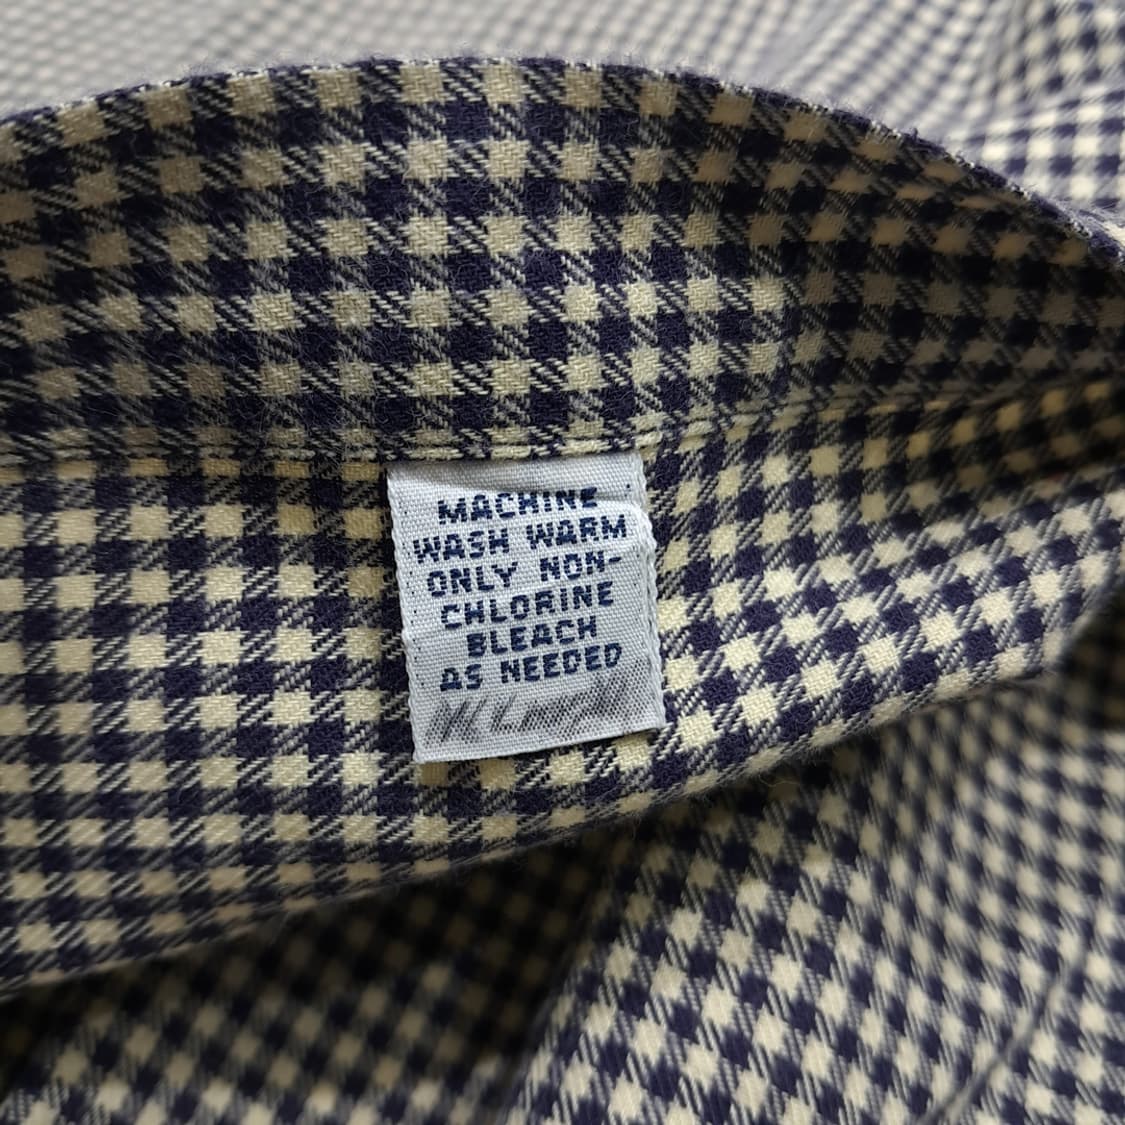 MACHINE
WASH WARM
ONLY NON-
CHLORINE
BLEACH
AS NEEDED